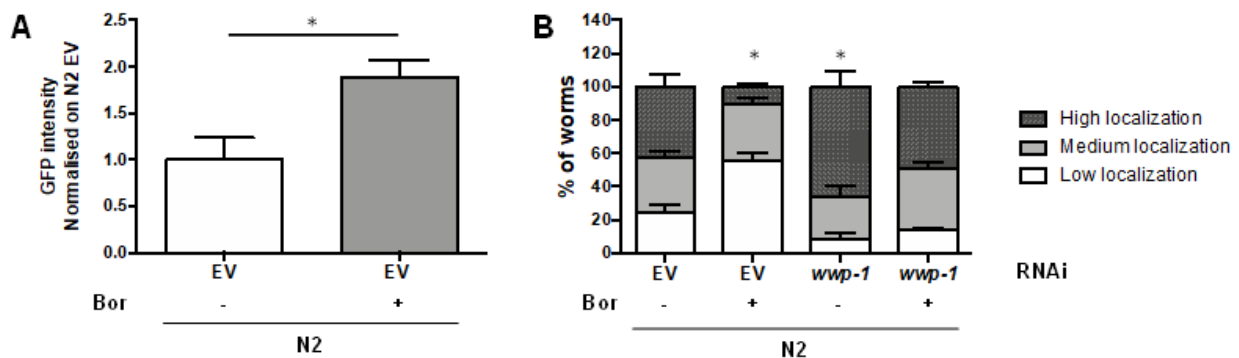 A
GFP intensity
Normalised on N2 EV
2.5
2.0
1.5
1.0
0.5
0.0
*
EV EV
Bor - +
N2
B
% of worms
140
120
100
80
60
40
20
0
* *
EV EV wwp-1 wwp-1 RNAi
Bor - + - +
N2
High localization
Medium localization
Low localization